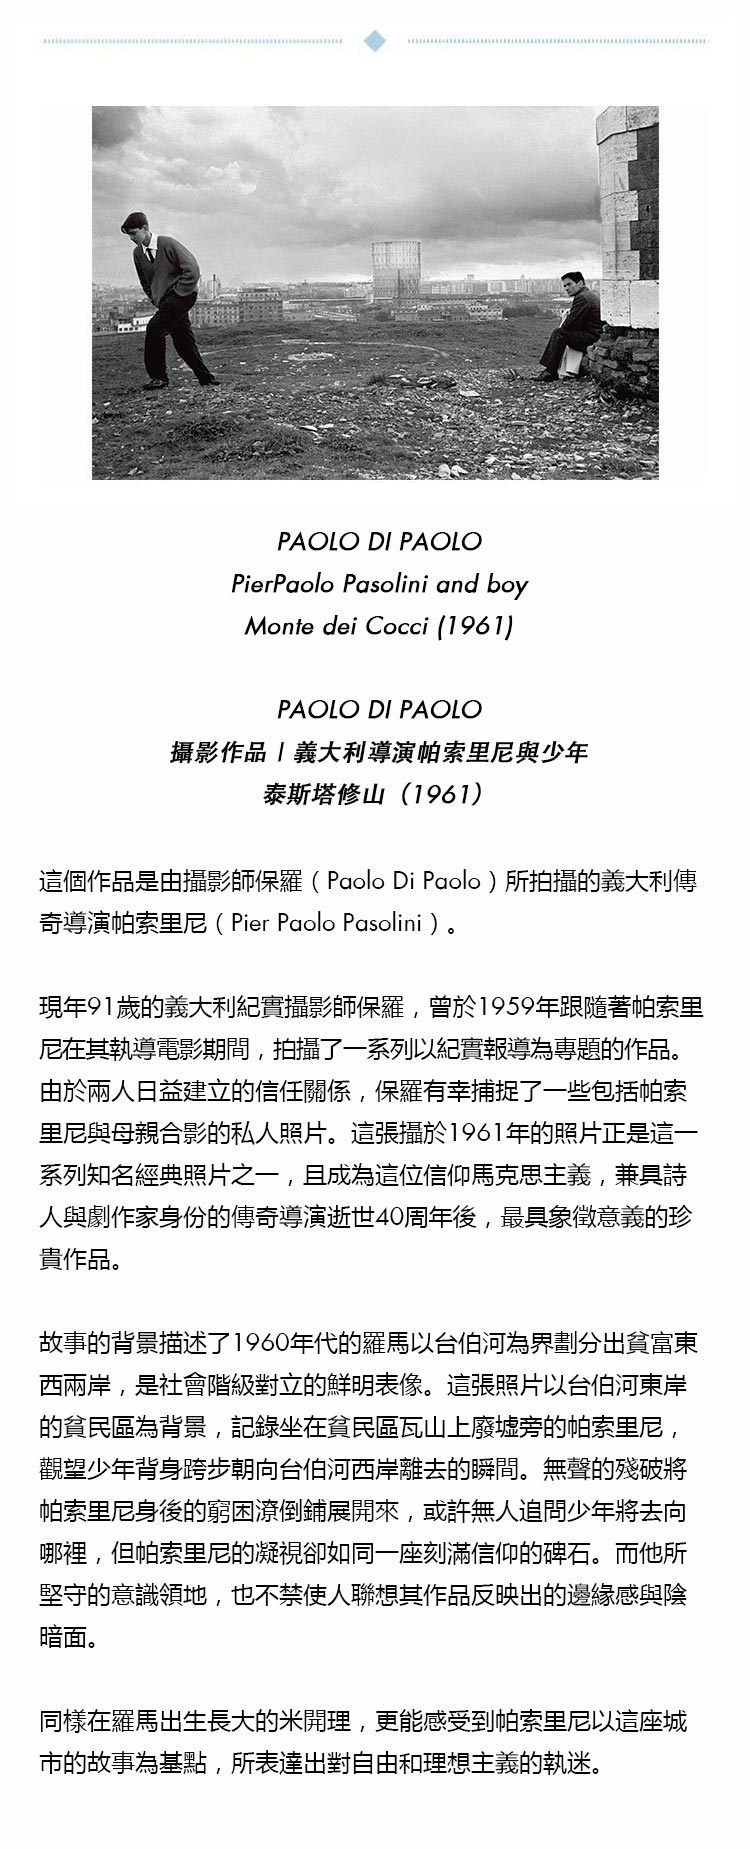 PAOLO DI PAOLO
PierPaolo Pasolini and boy
Monte dei Cocci (1961)
PAOLO DI PAOLO
攝影作品 | 義大利導演帕索里尼與少年
泰斯塔修山（1961）
這個作品是由攝影師保羅（Paolo Di Paolo）所拍攝的義大利傳
奇導演帕索里尼（Pier Paolo Pasolini）。
現年91歲的義大利紀實攝影師保羅，曾於1959年跟隨著帕索里
尼在其執導電影期間，拍攝了一系列以紀實報導為專題的作品。
由於兩人日益建立的信任關係，保羅有幸捕捉了一些包括帕索
里尼與母親合影的私人照片。這張攝於1961年的照片正是這一
系列知名經典照片之一，且成為這位信仰馬克思主義，兼具詩
人與劇作家身份的傳奇導演逝世40周年後，最具象徵意義的珍
貴作品。
故事的背景描述了1960年代的羅馬以台伯河為界劃分出貧富東
西兩岸，是社會階級對立的鮮明表像。這張照片以台伯河東岸
的貧民區為背景，記錄坐在貧民區瓦山上廢墟旁的帕索里尼，
觀望少年背身跨步朝向台伯河西岸離去的瞬間。無聲的殘破將
帕索里尼身後的窮困潦倒鋪展開來，或許無人追問少年將去向
哪裡，但帕索里尼的凝視卻如同一座刻滿信仰的碑石。而他所
堅守的意識領地，也不禁使人聯想其作品反映出的邊緣感與陰
暗面。
同樣在羅馬出生長大的米開理，更能感受到帕索里尼以這座城
市的故事為基點，所表達出對自由和理想主義的執迷。